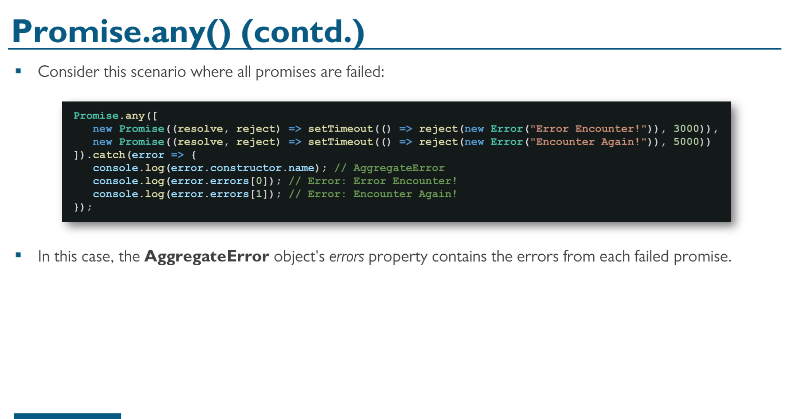 Promise.any() (contd.)
▪ Consider this scenario where all promises are failed:
Promise.any([
   new Promise((resolve, reject) => setTimeout(() => reject(new Error("Error Encounter!")), 3000)),
   new Promise((resolve, reject) => setTimeout(() => reject(new Error("Encounter Again!")), 5000))
]).catch(error => {
   console.log(error.constructor.name); // AggregateError
   console.log(error.errors[0]); // Error: Error Encounter!
   console.log(error.errors[1]); // Error: Encounter Again!
});
▪ In this case, the AggregateError object's errors property contains the errors from each failed promise.